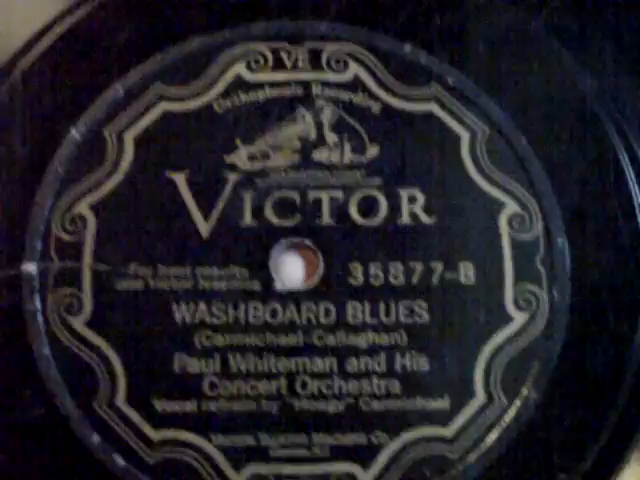 VE
Orthophonic Recording
VICTOR
For best results
use Victor needles
35877-B
WASHBOARD BLUES
(Carmichael-Callaghan)
Paul Whiteman and His
Concert Orchestra
Vocal refrain by "Hoagy" Carmichael
Victor Talking Machine Co.